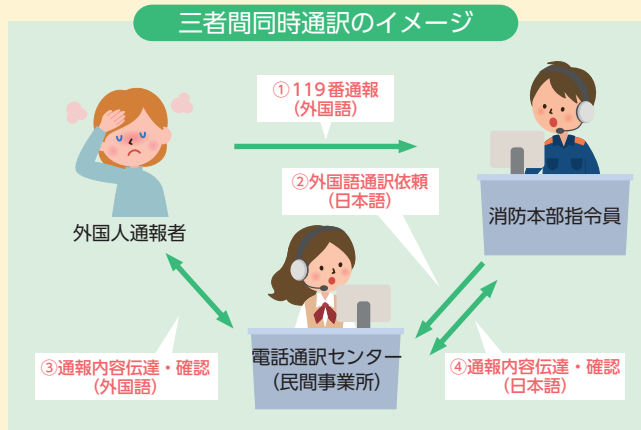 三者間同時通訳のイメージ
①119番通報
(外国語)
②外国語通訳依頼
(日本語)
外国人通報者
消防本部指令員
電話通訳センター
(民間事業所)
③通報内容伝達・確認
(外国語)
④通報内容伝達・確認
(日本語)